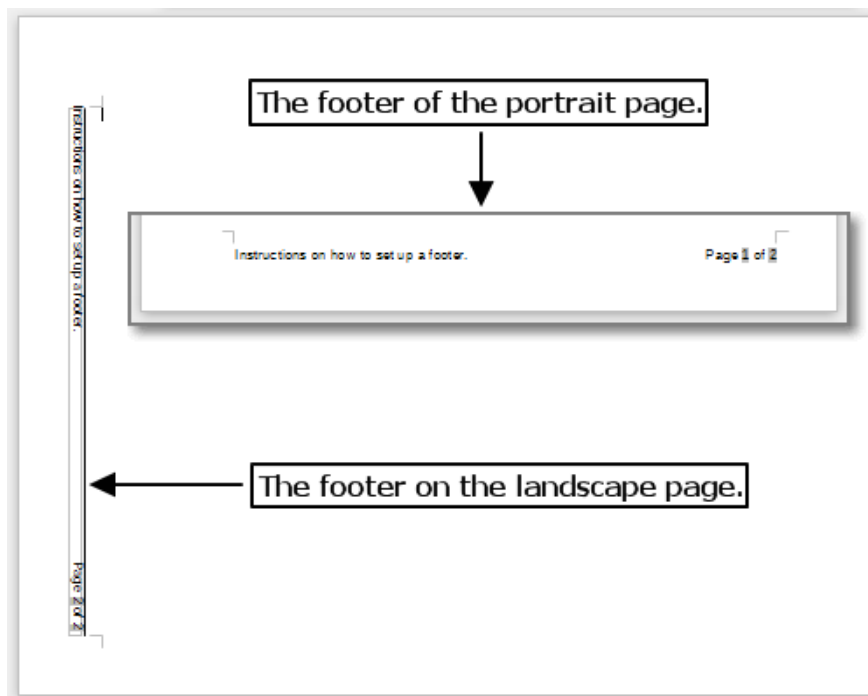 The footer of the portrait page.
Instructions on how to set up a footer.
Page 1 of 2
The footer on the landscape page.
Instructions on how to set up a footer.
Page 2 of 2